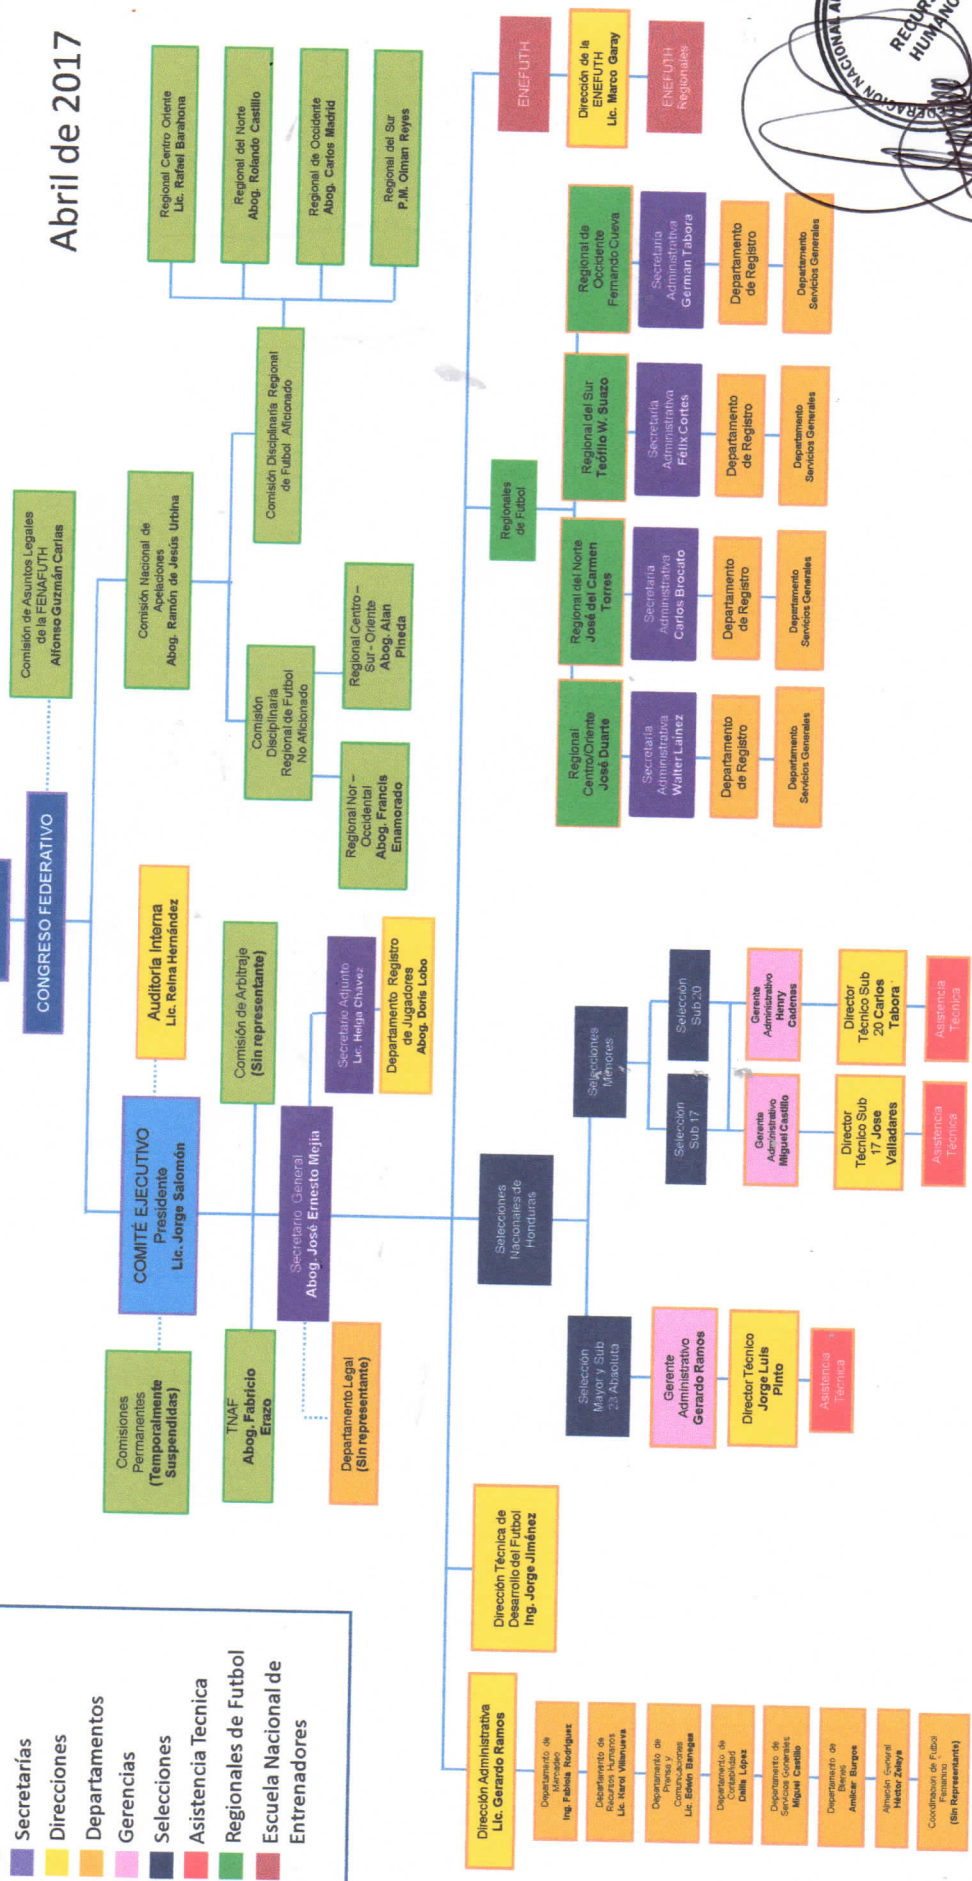 Abril de 2017
CONGRESO FEDERATIVO
Comisión de Asuntos Legales
de la FENAFUTH
Alfonso Guzmán Carias
COMITÉ EJECUTIVO
Presidente
Lic. Jorge Salomón
Auditoría Interna
Lic. Reina Hernández
Comisiones
Permanentes
(Temporalmente
Suspendidas)
Comisión Nacional de
Apelaciones
Abog. Ramón de Jesús Urbina
Comisión
Disciplinaria
Regional de Futbol
No Aficionado
Comisión Disciplinaria Regional
de Futbol Aficionado
Regional Nor –
Occidental
Abog. Francis
Enamorado
Regional Centro –
Sur - Oriente
Abog. Alan
Pineda
Regional Centro Oriente
Lic. Rafael Barahona
Regional del Norte
Abog. Rolando Castillo
Regional de Occidente
Abog. Carlos Madrid
Regional del Sur
P.M. Olman Reyes
TNAF
Abog. Fabricio
Erazo
Comisión de Arbitraje
(Sin representante)
Secretario General
Abog. José Ernesto Mejía
Departamento Legal
(Sin representante)
Secretario Adjunto
Lic. Helga Chávez
Departamento Registro
de Jugadores
Abog. Doris Lobo
Secretarías
Direcciones
Departamentos
Gerencias
Selecciones
Asistencia Tecnica
Regionales de Futbol
Escuela Nacional de
Entrenadores
Dirección Administrativa
Lic. Gerardo Ramos
Departamento de
Mercadeo
Ing. Fabiola Rodríguez
Departamento de
Recursos Humanos
Lic. Karol Villanueva
Departamento de
Prensa y
Comunicaciones
Lic. Edwin Banegas
Departamento de
Contabilidad
Dalila López
Departamento de
Servicios Generales
Miguel Castillo
Departamento de
Bienes
Amílcar Burgos
Almacén General
Héctor Zelaya
Coordinación de Futbol
Femenino
(Sin Representante)
Dirección Técnica de
Desarrollo del Futbol
Ing. Jorge Jiménez
Selecciones
Nacionales de
Honduras
Selección
Mayor y Sub
23 Absoluta
Gerente
Administrativo
Gerardo Ramos
Director Técnico
Jorge Luis
Pinto
Asistencia
Técnica
Selecciones
Menores
Selección
Sub 17
Gerente
Administrativo
Miguel Castillo
Director
Técnico Sub
17 Jose
Valladares
Asistencia
Técnica
Selección
Sub 20
Gerente
Administrativo
Henry
Cadenas
Director
Técnico Sub
20 Carlos
Tabora
Asistencia
Técnica
Regionales
de Futbol
Regional
Centro/Oriente
José Duarte
Secretaria
Administrativa
Walter Lainez
Departamento
de Registro
Departamento
Servicios Generales
Regional del Norte
José del Carmen
Torres
Secretaria
Administrativa
Carlos Brocato
Departamento
de Registro
Departamento
Servicios Generales
Regional del Sur
Teófilo W. Suazo
Secretaria
Administrativa
Félix Cortes
Departamento
de Registro
Departamento
Servicios Generales
Regional de
Occidente
Fernando Cueva
Secretaria
Administrativa
German Tabora
Departamento
de Registro
Departamento
Servicios Generales
ENEFUTH
Dirección de la
ENEFUTH
Lic. Marco Garay
ENEFUTH
Regionales